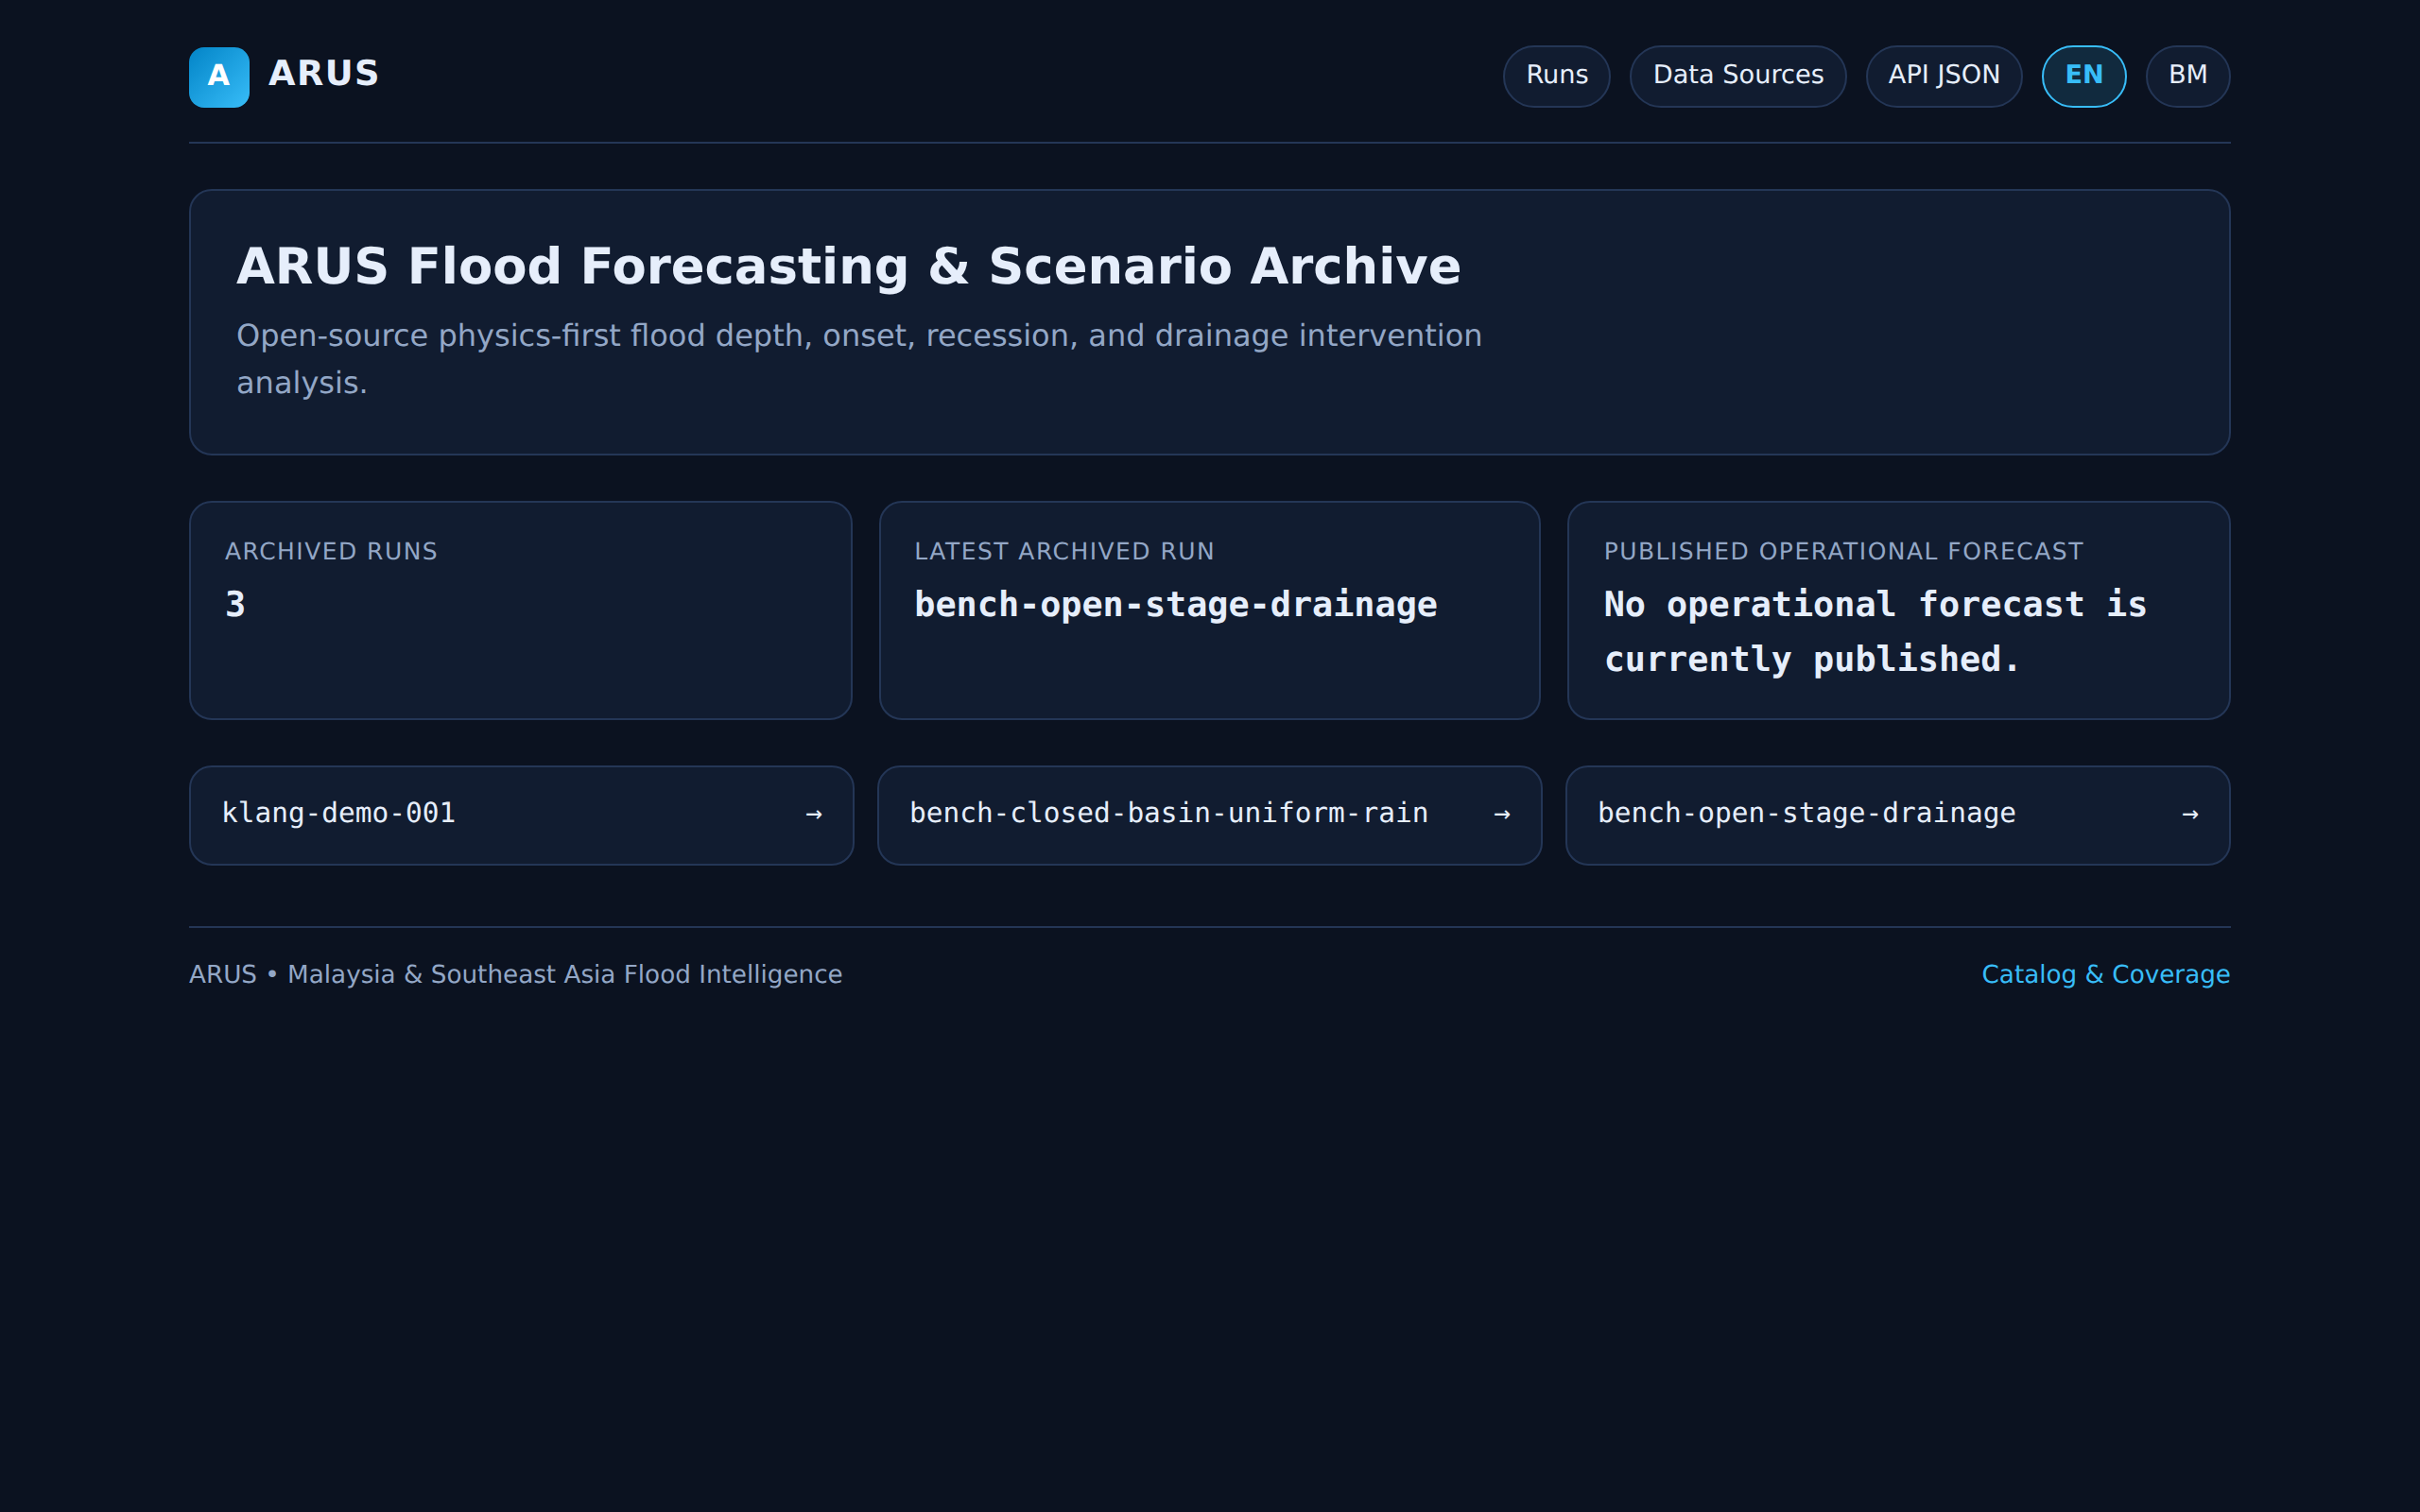 A
ARUS
Runs
Data Sources
API JSON
EN
BM
ARUS Flood Forecasting & Scenario Archive
Open-source physics-first flood depth, onset, recession, and drainage intervention
analysis.
ARCHIVED RUNS
3
LATEST ARCHIVED RUN
bench-open-stage-drainage
PUBLISHED OPERATIONAL FORECAST
No operational forecast is
currently published.
klang-demo-001 →
bench-closed-basin-uniform-rain →
bench-open-stage-drainage →
ARUS • Malaysia & Southeast Asia Flood Intelligence
Catalog & Coverage